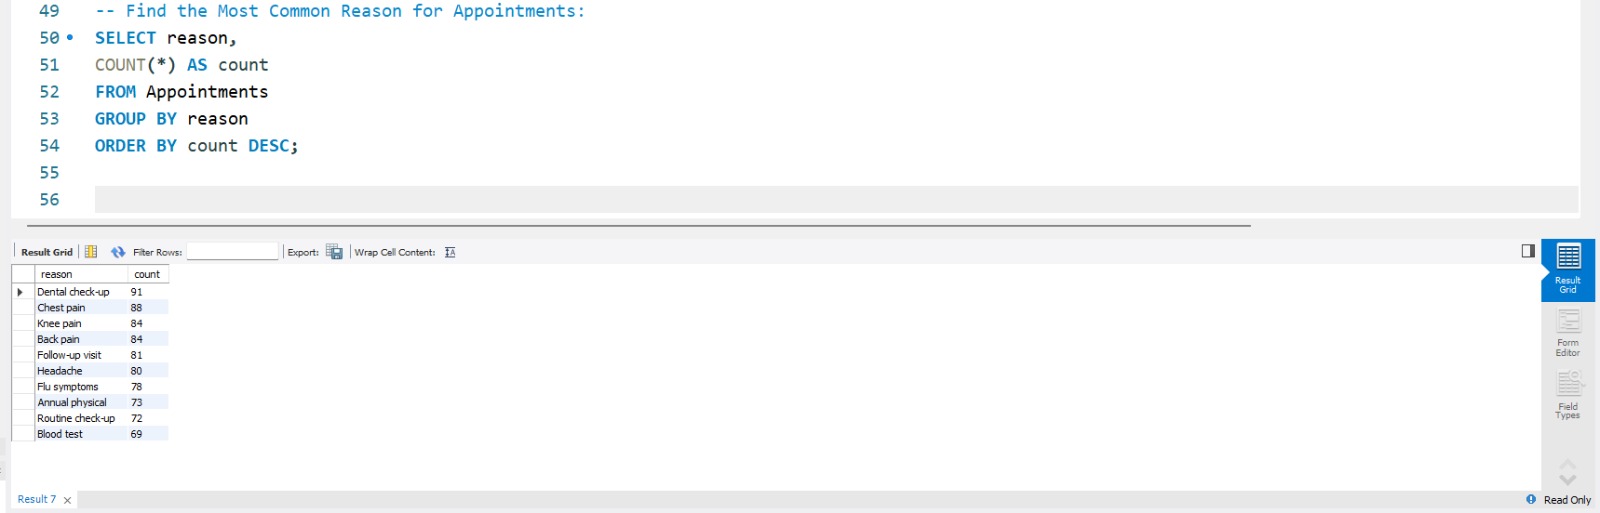 49 -- Find the Most Common Reason for Appointments:
50 SELECT reason,
51 COUNT(*) AS count
52 FROM Appointments
53 GROUP BY reason
54 ORDER BY count DESC;
55
56
Result Grid Filter Rows: Export: Wrap Cell Content:
reason count
Dental check-up 91
Chest pain 88
Knee pain 84
Back pain 84
Follow-up visit 81
Headache 80
Flu symptoms 78
Annual physical 73
Routine check-up 72
Blood test 69
Result
Grid
Form
Editor
Field
Types
Result 7 x
Read Only